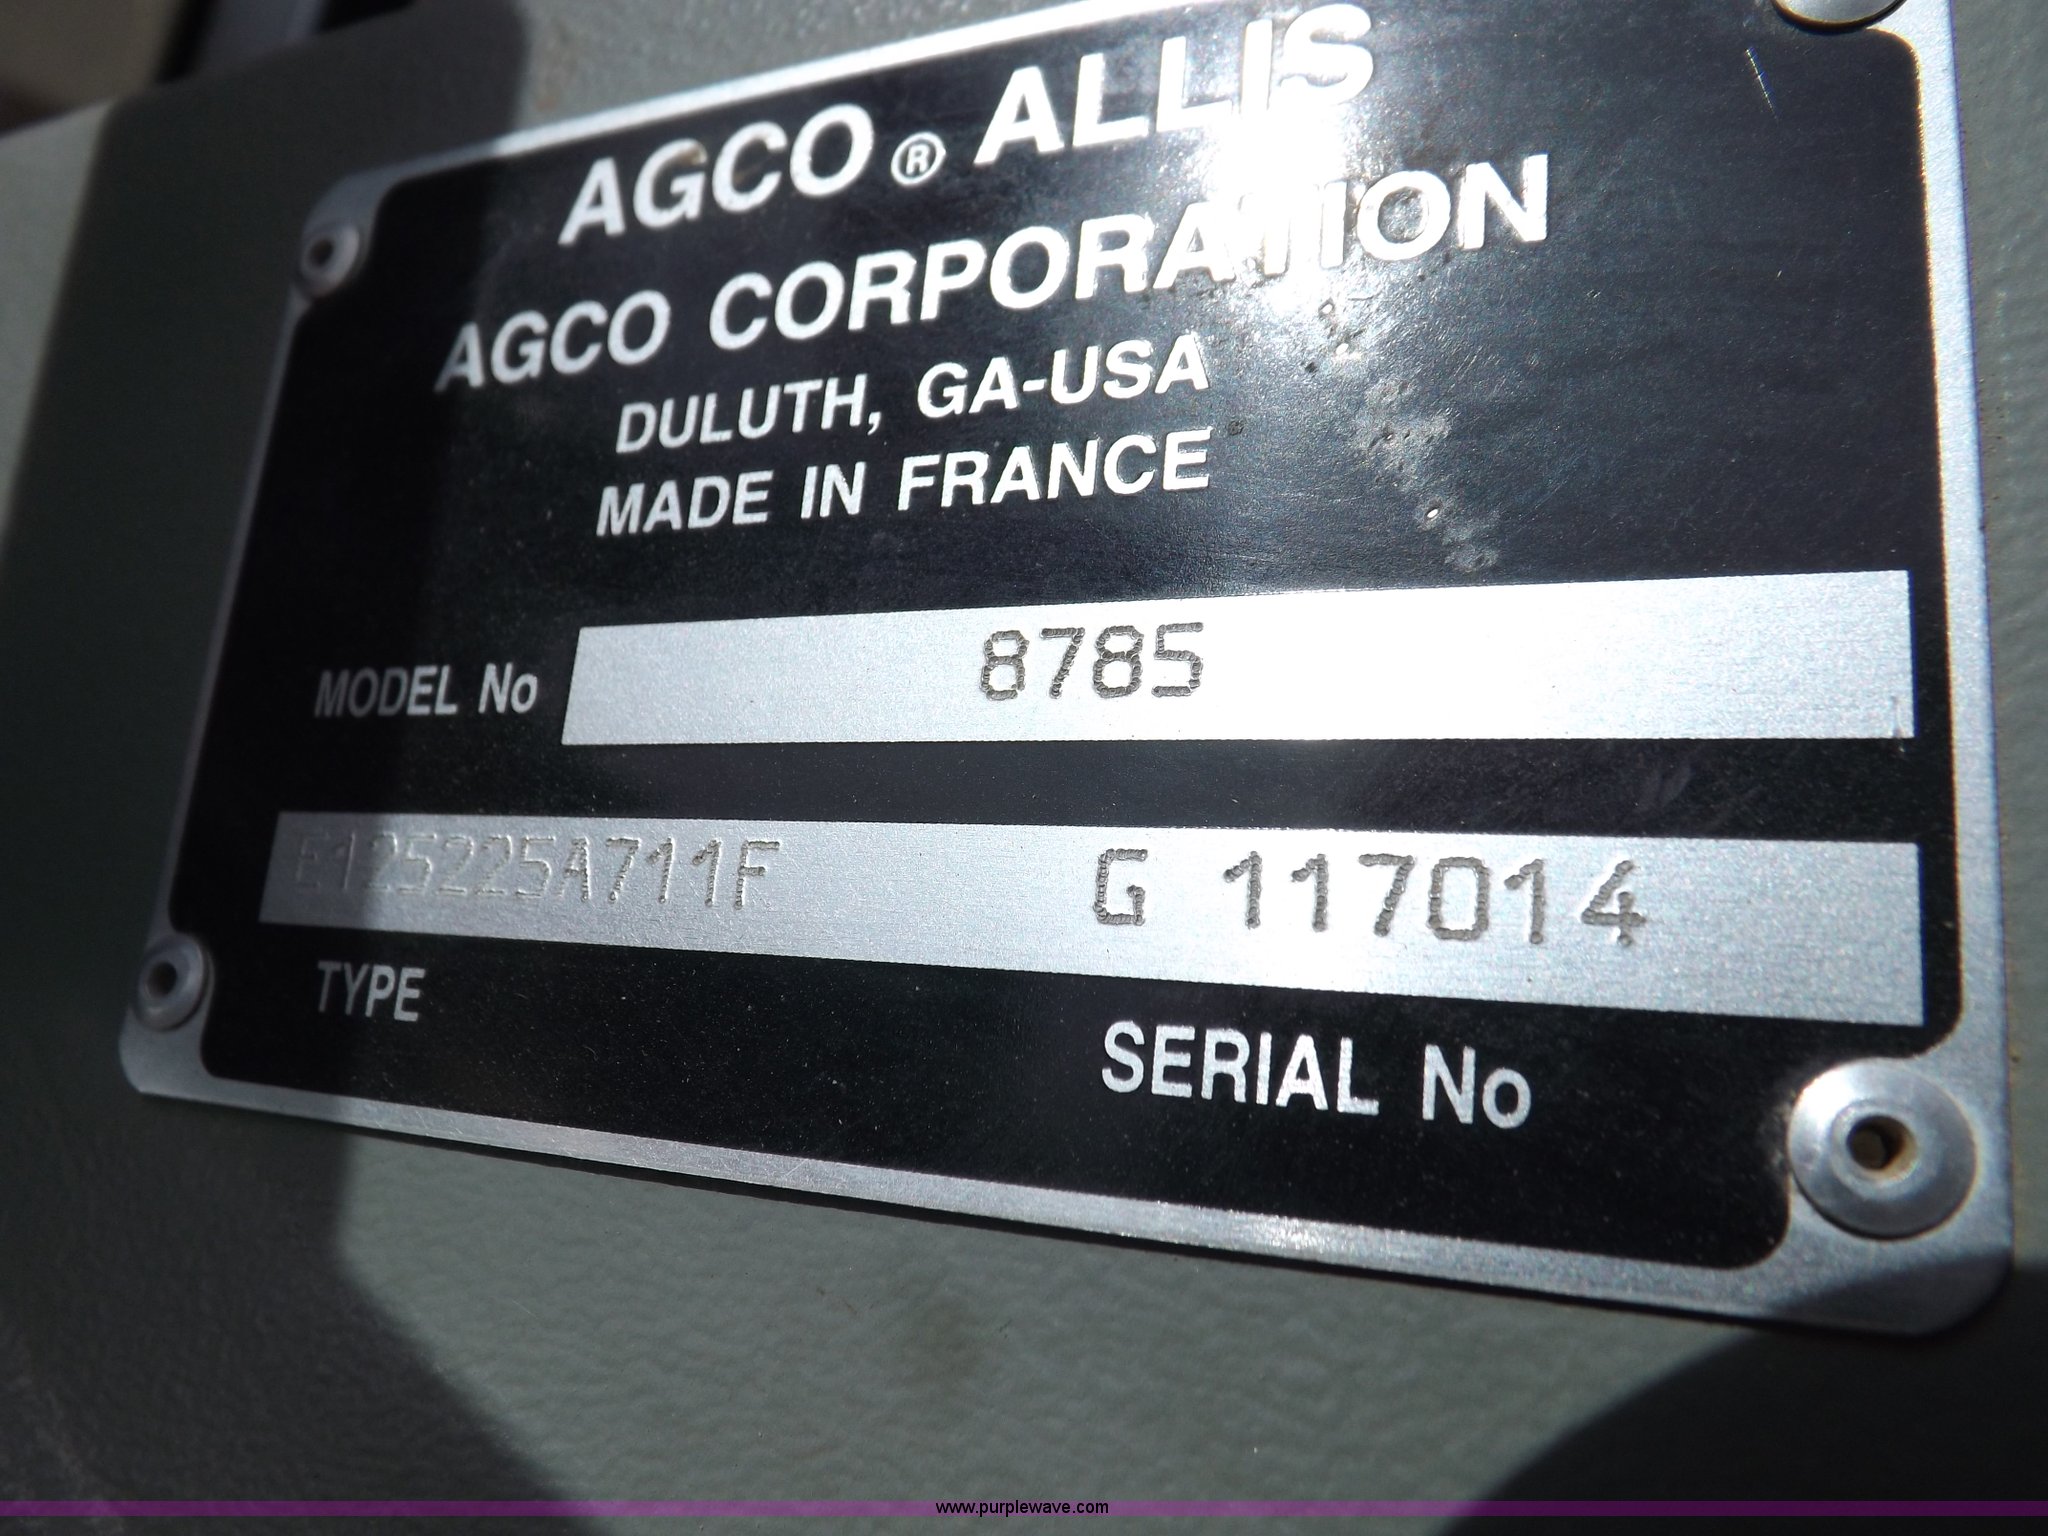 AGCO ® ALLIS
AGCO CORPORATION
DULUTH, GA-USA
MADE IN FRANCE
MODEL No 8785
E125225A711F G 117014
TYPE SERIAL No
www.purplewave.com